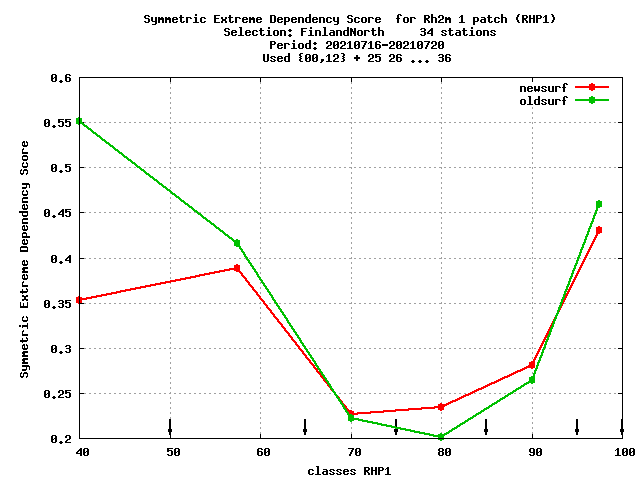 Symmetric Extreme Dependency Score  for Rh2m 1 patch (RHP1)
Selection: FinlandNorth     34 stations
Period: 20210716-20210720
Used {00,12} + 25 26 ... 36
newsurf
oldsurf
0.6
0.55
0.5
0.45
0.4
0.35
0.3
0.25
0.2
Symmetric Extreme Dependency Score
40 50 60 70 80 90 100
classes RHP1